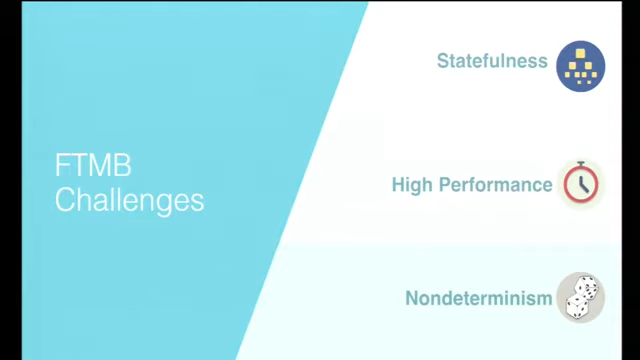 FTMB
Challenges
Statefulness
High Performance
Nondeterminism